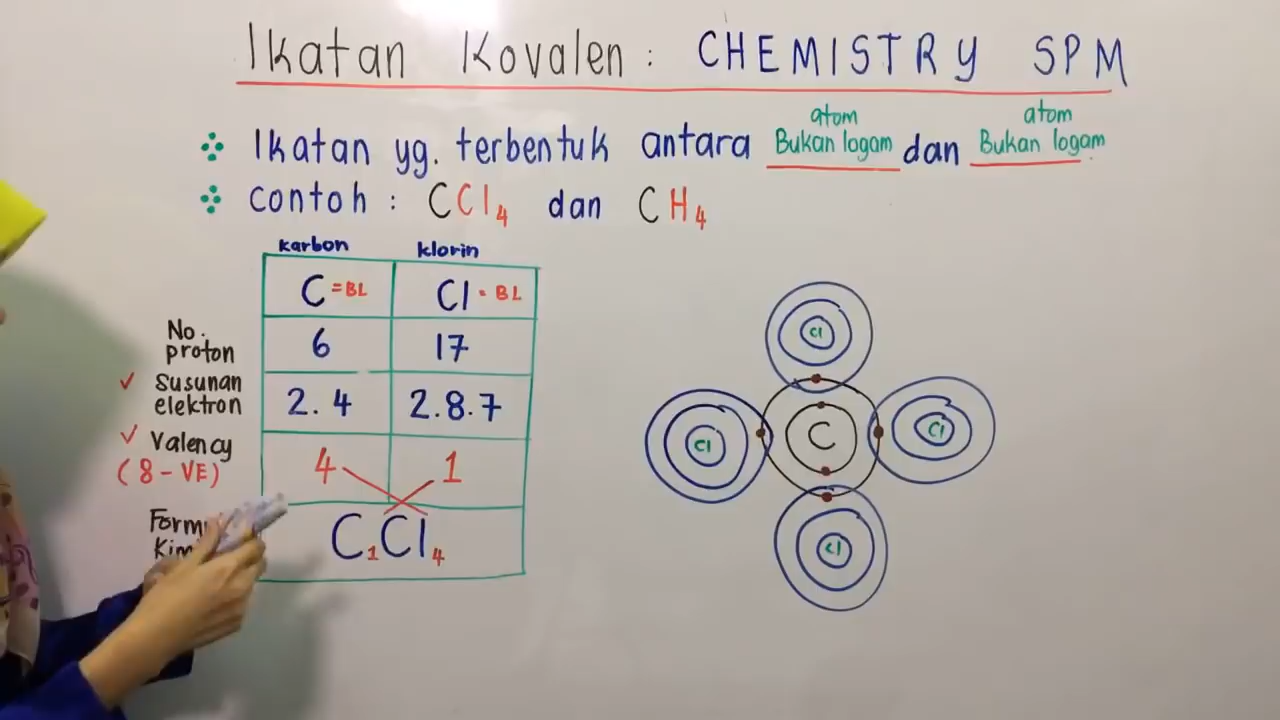 Ikatan Kovalen : CHEMISTRY SPM
Ikatan yg. terbentuk antara atom Bukan logam dan atom Bukan logam
Contoh : CCl4 dan CH4
karbon klorin
C = BL Cl = BL
No. proton 6 17
Susunan elektron 2.4 2.8.7
Valency (8 - VE) 4 1
C1Cl4
Cl
Cl C Cl
Cl